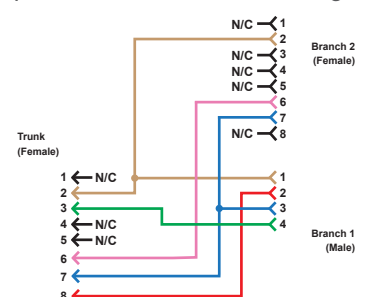 N/C 1
2
N/C 3
Branch 2
N/C 4
(Female)
N/C 5
6
7
N/C 8
Trunk
(Female)
1 N/C
2
3
4 N/C
5 N/C
6
7
8
1
2
3
4
Branch 1
(Male)